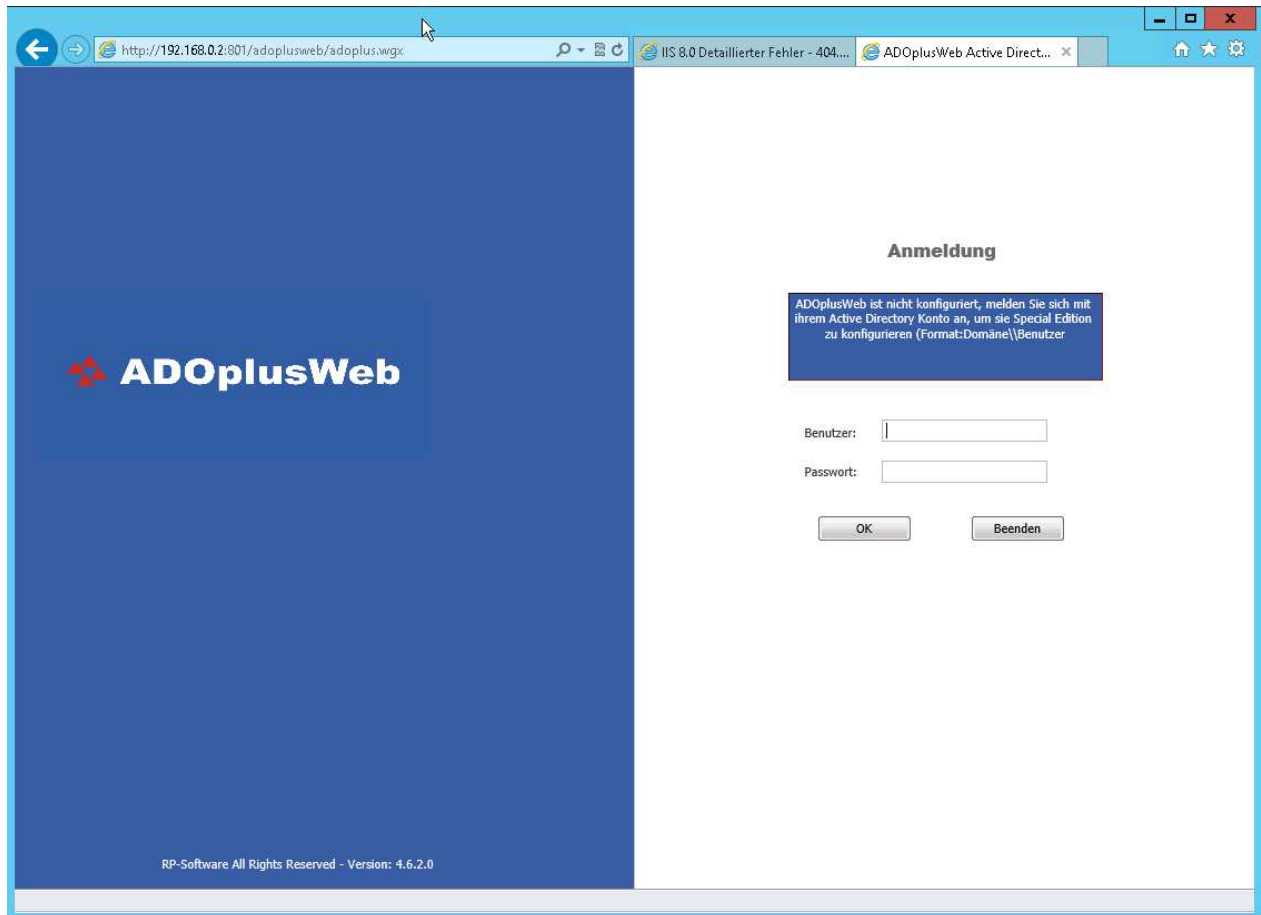 http://192.168.0.2:801/adoplusweb/adoplus.wgx
IIS 8.0 Detaillierter Fehler - 404....
ADOplusWeb Active Direct...
Anmeldung
ADOplusWeb ist nicht konfiguriert, melden Sie sich mit
ihrem Active Directory Konto an, um sie Special Edition
zu konfigurieren (Format:Domäne\\Benutzer
ADOplusWeb
Benutzer:
Passwort:
OK
Beenden
RP-Software All Rights Reserved - Version: 4.6.2.0